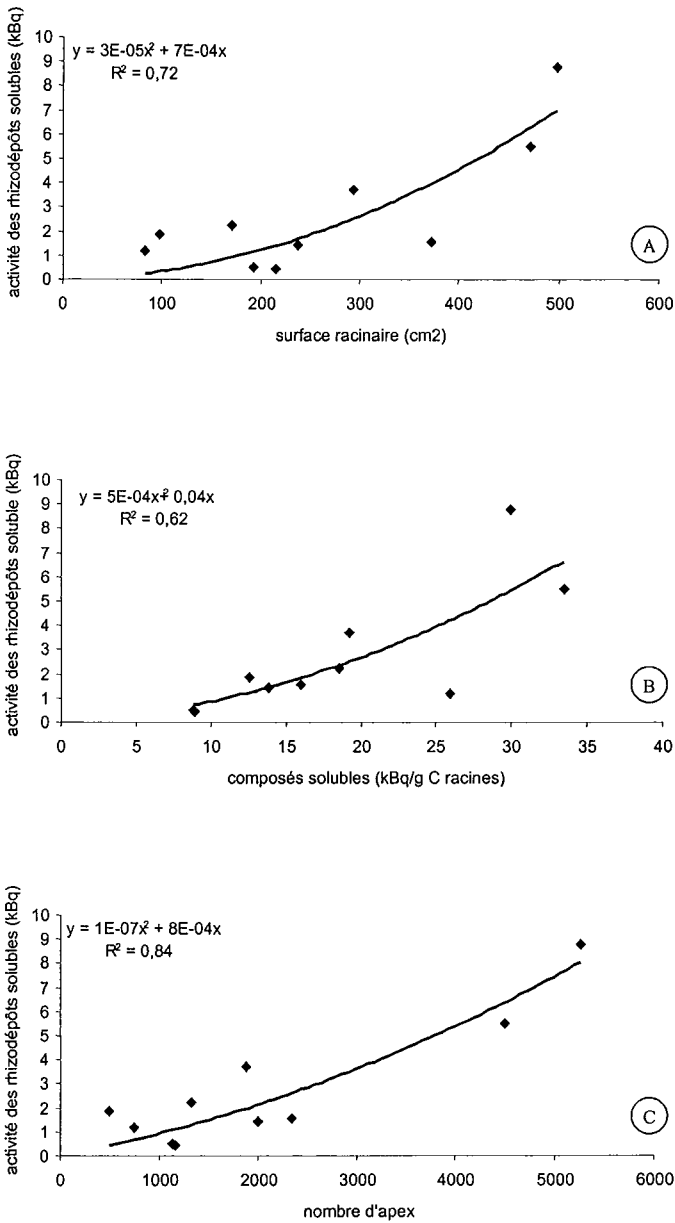 activité des rhizodépôts solubles (kBq)
y = 3E-05x² + 7E-04x
R² = 0,72
10
9
8
7
6
5
4
3
2
1
0
0 100 200 300 400 500 600
surface racinaire (cm2)
A
activité des rhizodépôts soluble (kBq)
y = 5E-04x² + 0,04x
R² = 0,62
10
9
8
7
6
5
4
3
2
1
0
0 5 10 15 20 25 30 35 40
composés solubles (kBq/g C racines)
B
activité des rhizodépôts solubles (kBq)
y = 1E-07x² + 8E-04x
R² = 0,84
10
9
8
7
6
5
4
3
2
1
0
0 1000 2000 3000 4000 5000 6000
nombre d'apex
C